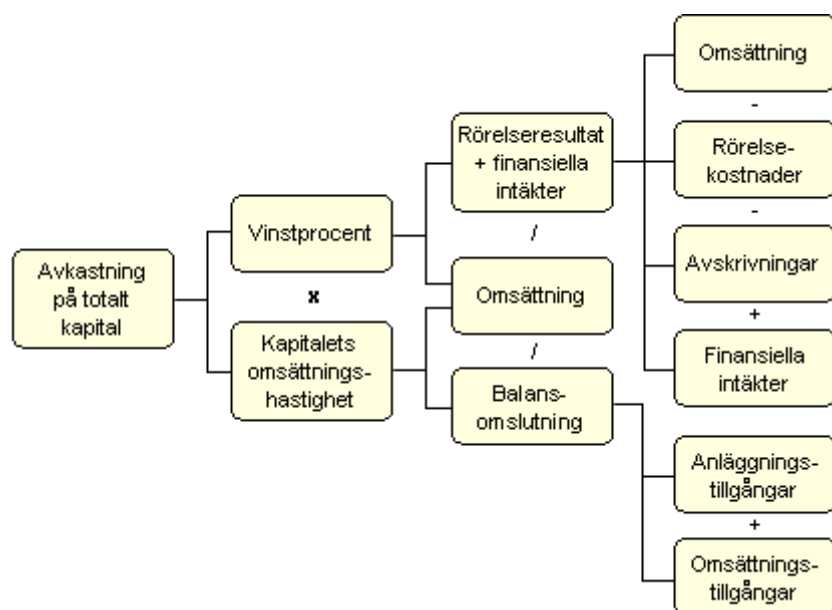 Avkastning
på totalt
kapital
Vinstprocent
x
Kapitalets
omsättnings-
hastighet
Rörelseresultat
+ finansiella
intäkter
/
Omsättning
/
Balans-
omslutning
Omsättning
-
Rörelse-
kostnader
-
Avskrivningar
+
Finansiella
intäkter
Anläggnings-
tillgångar
+
Omsättnings-
tillgångar